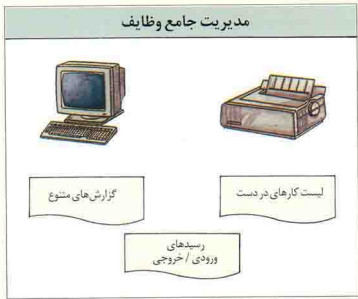 مدیریت جامع وظایف
لیست کارهای در دست
گزارش‌های متنوع
رسیدهای
ورودی / خروجی